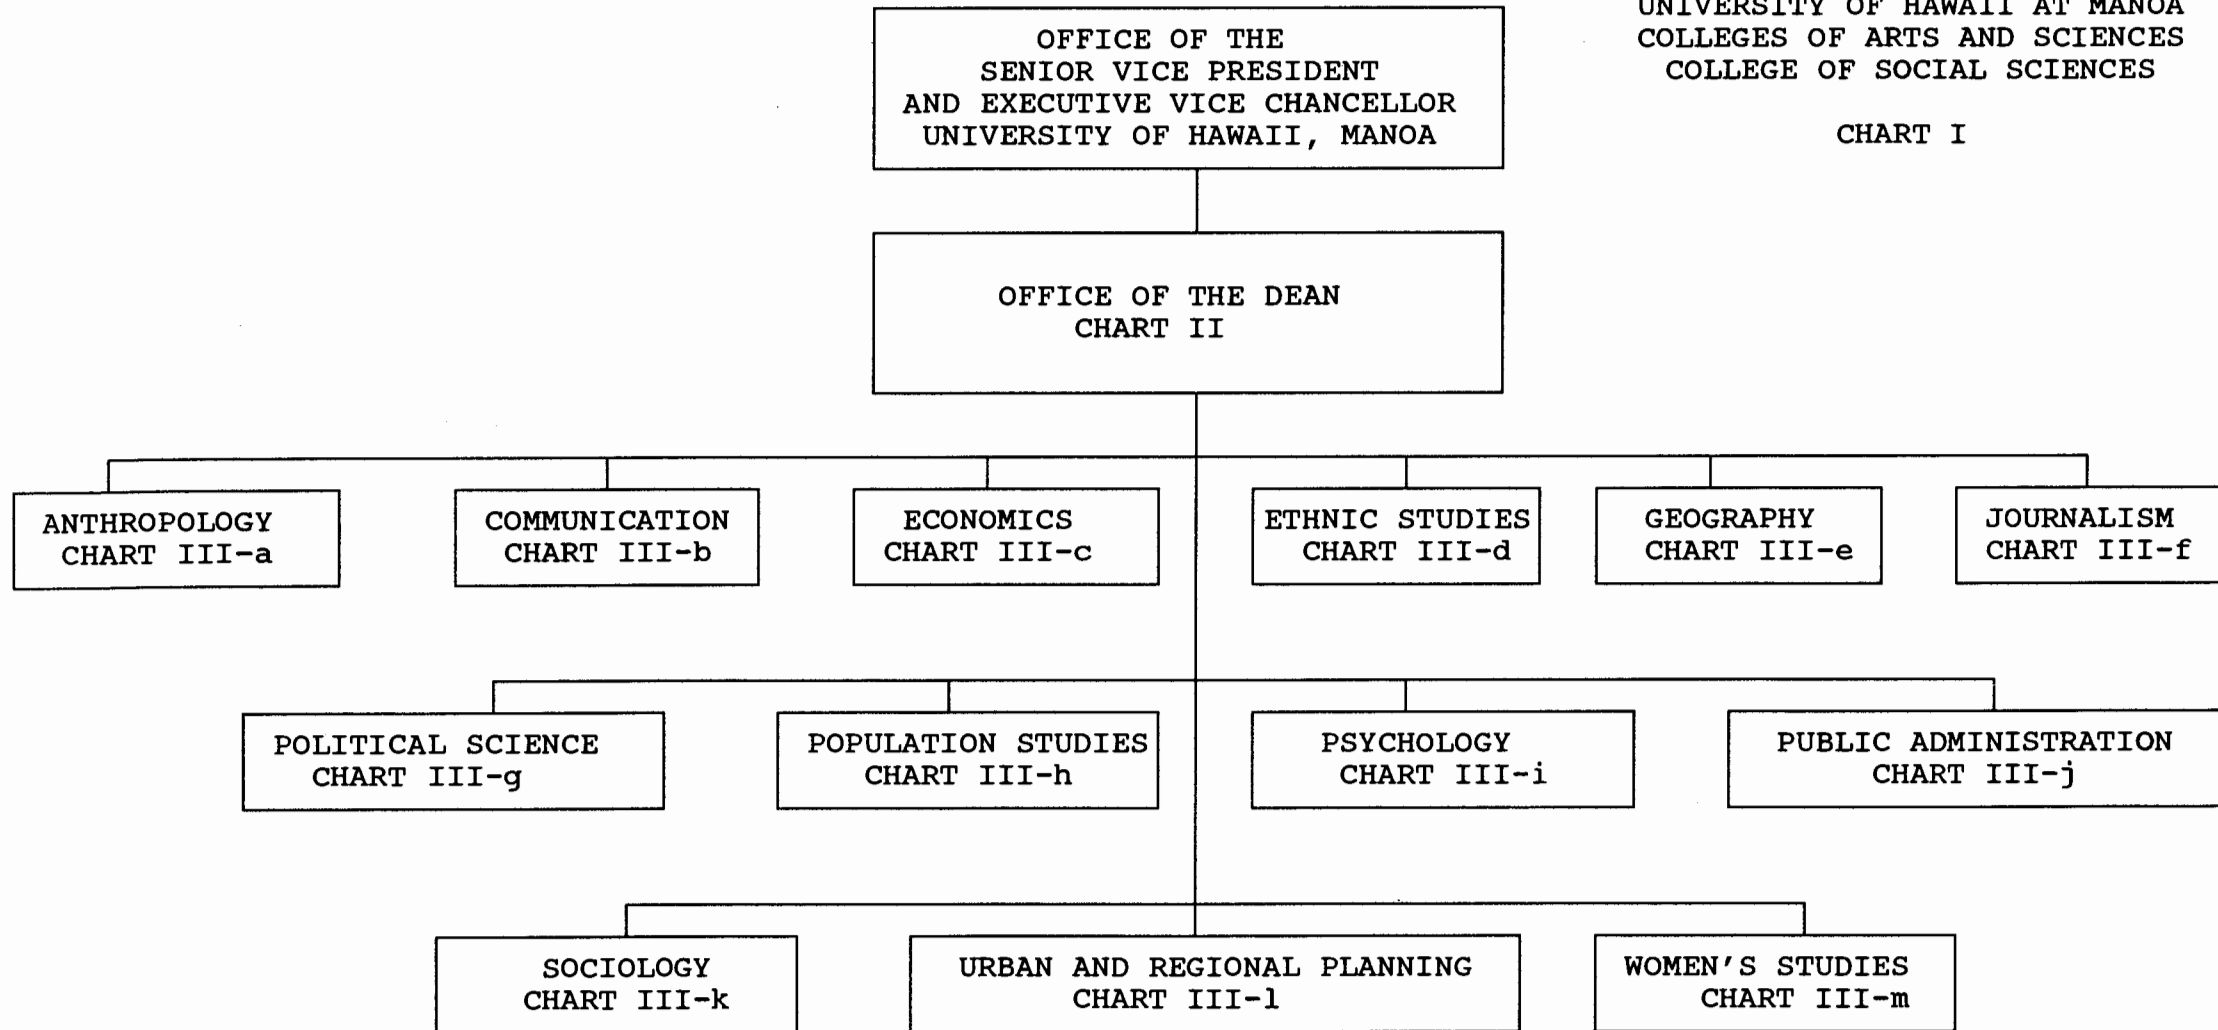 UNIVERSITY OF HAWAII AT MANOA
COLLEGES OF ARTS AND SCIENCES
COLLEGE OF SOCIAL SCIENCES
CHART I
OFFICE OF THE
SENIOR VICE PRESIDENT
AND EXECUTIVE VICE CHANCELLOR
UNIVERSITY OF HAWAII, MANOA
OFFICE OF THE DEAN
CHART II
ANTHROPOLOGY
CHART III-a
COMMUNICATION
CHART III-b
ECONOMICS
CHART III-c
ETHNIC STUDIES
CHART III-d
GEOGRAPHY
CHART III-e
JOURNALISM
CHART III-f
POLITICAL SCIENCE
CHART III-g
POPULATION STUDIES
CHART III-h
PSYCHOLOGY
CHART III-i
PUBLIC ADMINISTRATION
CHART III-j
SOCIOLOGY
CHART III-k
URBAN AND REGIONAL PLANNING
CHART III-l
WOMEN'S STUDIES
CHART III-m